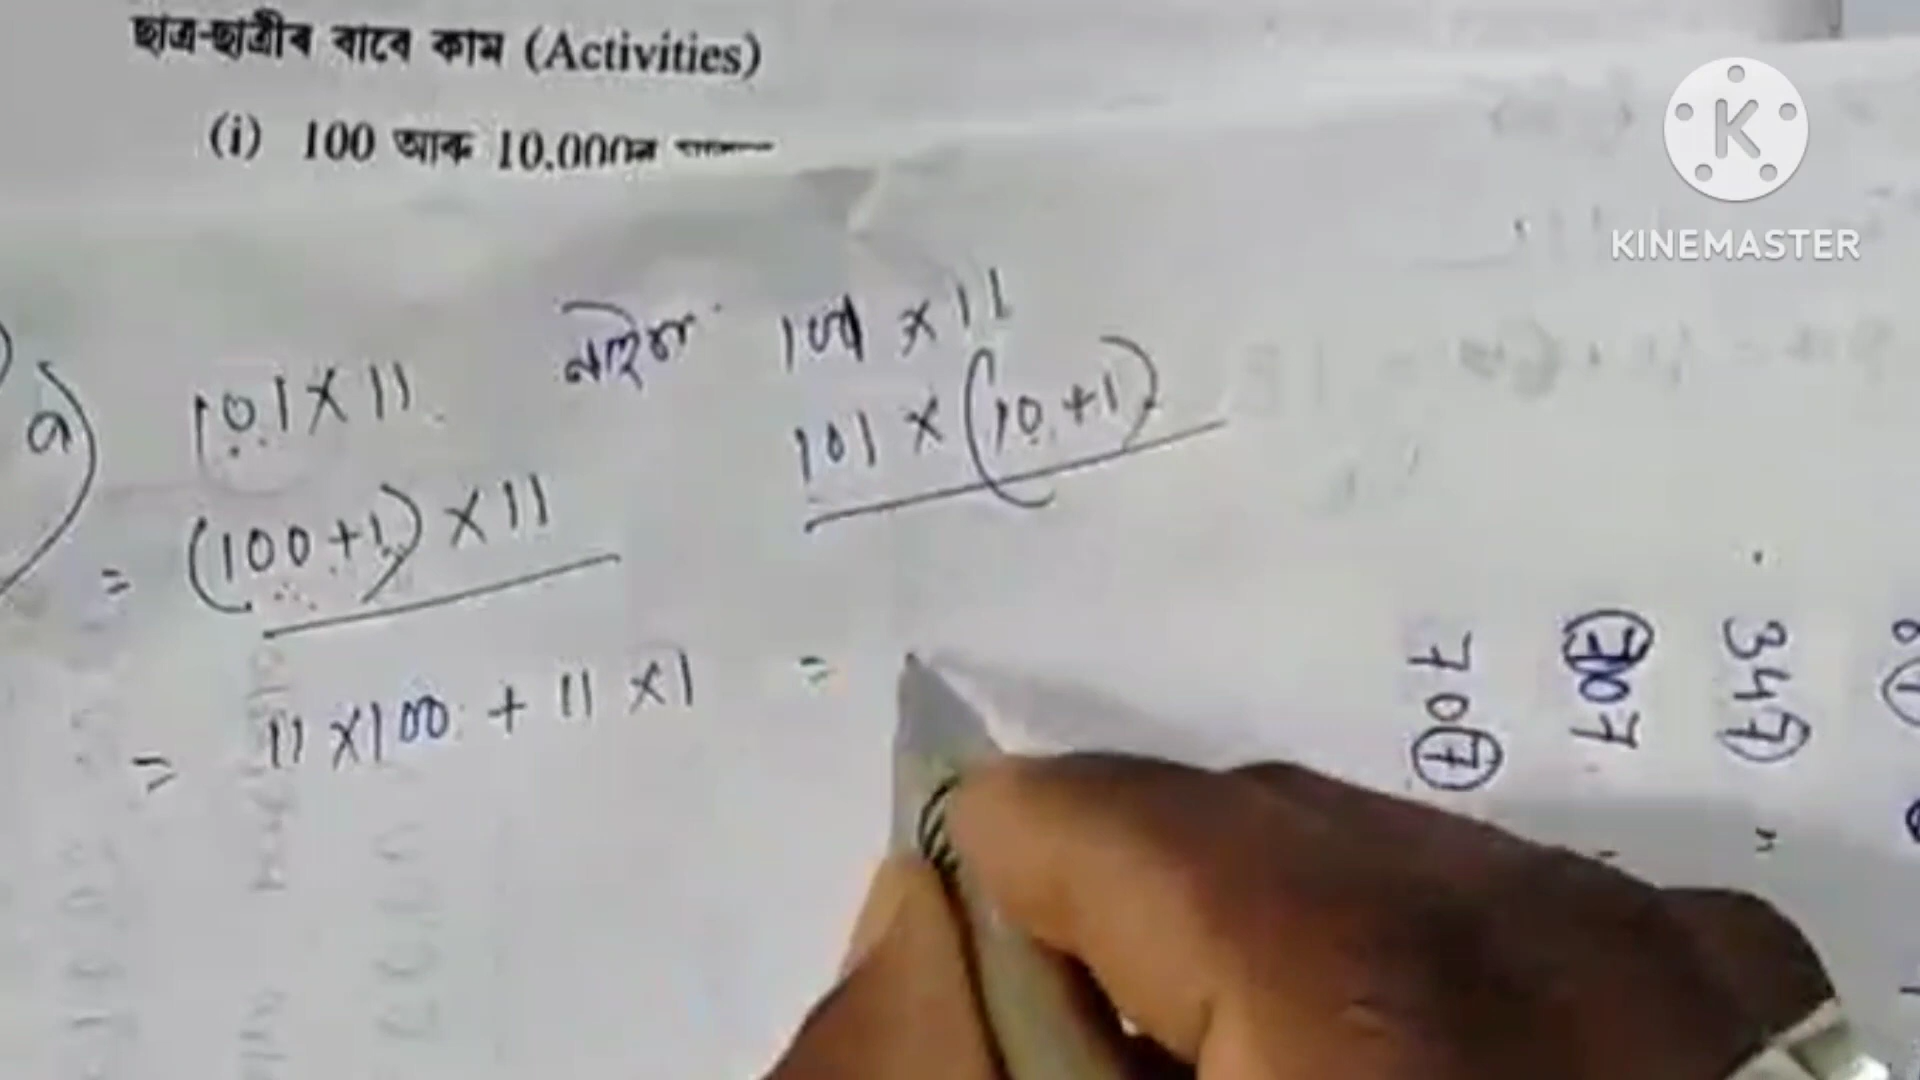 ছাত্ৰ-ছাত্ৰীৰ বাবে কাম (Activities)
(i) 100 আৰু 10,000ৰ
KINEMASTER
a) 101 x 11
= (100+1) x 11
= 11 x 100 + 11 x 1
নাইবা 101 x 11
101 x (10+1)
=
347
707
707